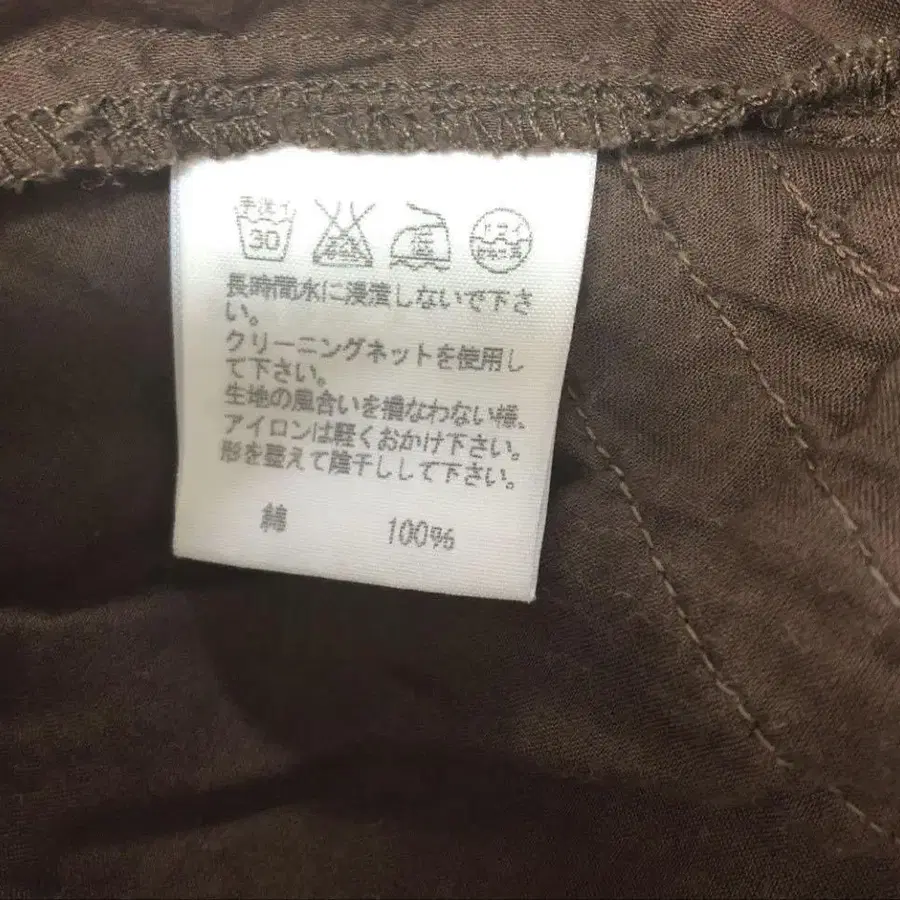 手洗イ
30
長時間水に浸漬しないで下さ
い。
クリーニングネットを使用し
て下さい。
生地の風合いを損なわない様、
アイロンは軽くおかけ下さい。
形を整えて陰干しして下さい。
綿 100%